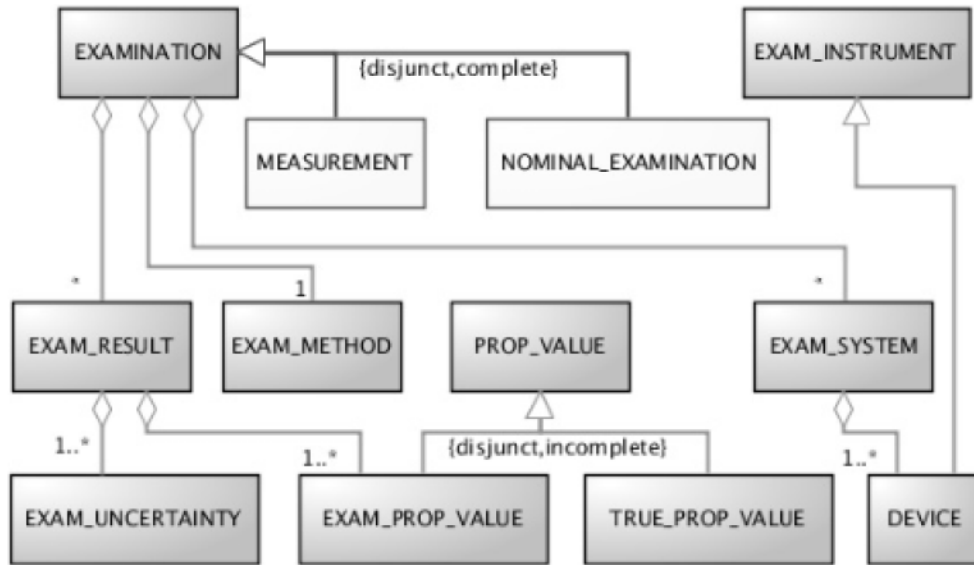 EXAMINATION
EXAM_INSTRUMENT
{disjunct,complete}
MEASUREMENT
NOMINAL_EXAMINATION
*
1
*
EXAM_RESULT
EXAM_METHOD
PROP_VALUE
EXAM_SYSTEM
1..*
1..*
{disjunct,incomplete}
1..*
EXAM_UNCERTAINTY
EXAM_PROP_VALUE
TRUE_PROP_VALUE
DEVICE